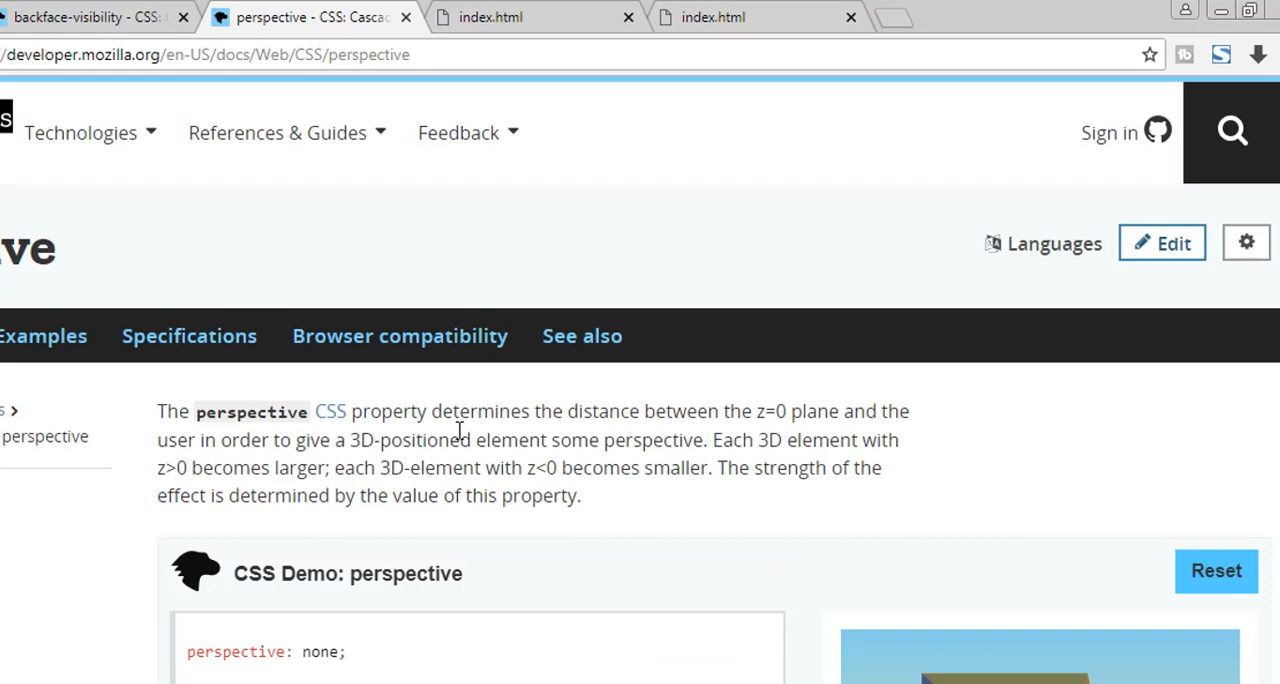 backface-visibility - CSS:
perspective - CSS: Cascac
index.html
index.html
/developer.mozilla.org/en-US/docs/Web/CSS/perspective
S
Technologies
References & Guides
Feedback
Sign in
ive
Languages
Edit
Examples
Specifications
Browser compatibility
See also
s
perspective
The perspective CSS property determines the distance between the z=0 plane and the
user in order to give a 3D-positioned element some perspective. Each 3D element with
z>0 becomes larger; each 3D-element with z<0 becomes smaller. The strength of the
effect is determined by the value of this property.
CSS Demo: perspective
Reset
perspective: none;